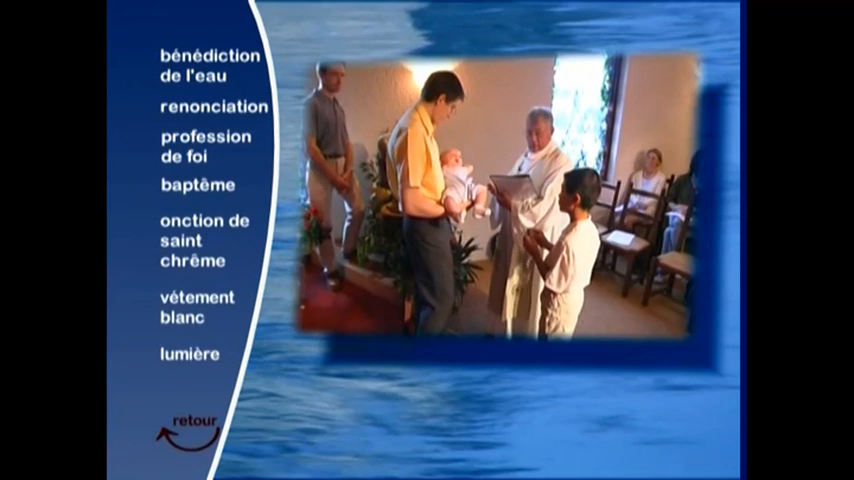 bénédiction
de l'eau
renonciation
profession
de foi
baptême
onction de
saint
chrême
vêtement
blanc
lumière
retour